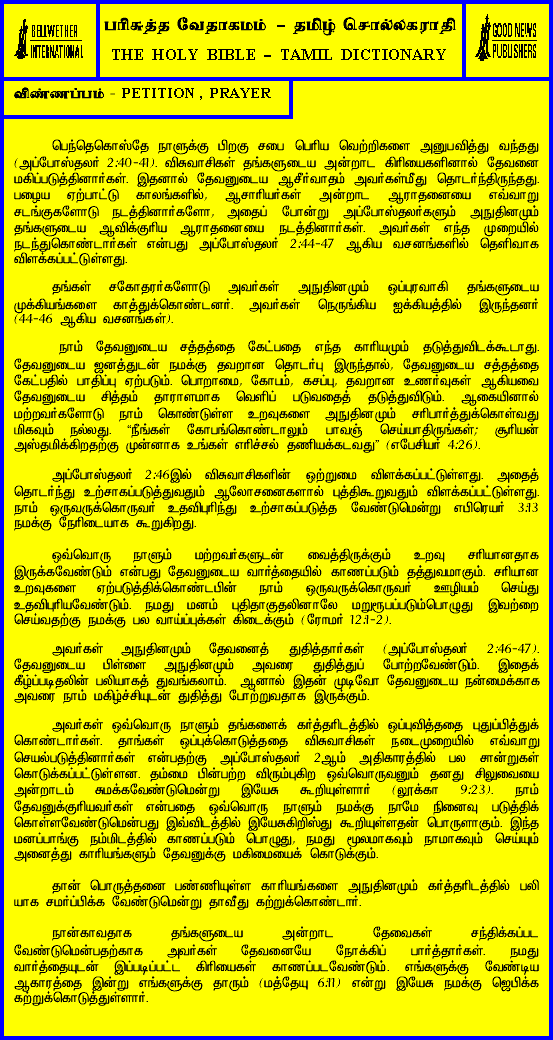 BELLWETHER
INTERNATIONAL
பரிசுத்த வேதாகமம் - தமிழ் சொல்லகராதி
THE HOLY BIBLE - TAMIL DICTIONARY
GOOD NEWS
PUBLISHERS
விண்ணப்பம் - PETITION , PRAYER
பெந்தெகொஸ்தே நாளுக்கு பிறகு சபை பெரிய வெற்றிகளை அனுபவித்து வந்தது
(அப்போஸ்தலர் 2:40-41). விசுவாசிகள் தங்களுடைய அன்றாட கிரியைகளினால் தேவனை
மகிப்படுத்தினார்கள். இதனால் தேவனுடைய ஆசீர்வாதம் அவர்கள்மீது தொடர்ந்திருந்தது.
பழைய ஏற்பாட்டு காலங்களில், ஆசாரியர்கள் அன்றாட ஆராதனையை எவ்வாறு
சடங்குகளோடு நடத்தினார்களோ, அதைப் போன்று அப்போஸ்தலர்களும் அநுதினமும்
தங்களுடைய ஆவிக்குரிய ஆராதனையை நடத்தினார்கள். அவர்கள் எந்த முறையில்
நடந்துகொண்டார்கள் என்பது அப்போஸ்தலர் 2:44-47 ஆகிய வசனங்களில் தெளிவாக
விளக்கப்பட்டுள்ளது.
தங்கள் சகோதரர்களோடு அவர்கள் அநுதினமும் ஒப்புரவாகி தங்களுடைய
முக்கியங்களை காத்துக்கொண்டனர். அவர்கள் நெருங்கிய ஐக்கியத்தில் இருந்தனர்
(44-46 ஆகிய வசனங்கள்).
நாம் தேவனுடைய சத்தத்தை கேட்பதை எந்த காரியமும் தடுத்துவிடக்கூடாது.
தேவனுடைய ஜனத்துடன் நமக்கு தவறான தொடர்பு இருந்தால், தேவனுடைய சத்தத்தை
கேட்பதில் பாதிப்பு ஏற்படும். பொறாமை, கோபம், கசப்பு, தவறான உணர்வுகள் ஆகியவை
தேவனுடைய சித்தம் தாராளமாக வெளிப் படுவதைத் தடுத்துவிடும். ஆகையினால்
மற்றவர்களோடு நாம் கொண்டுள்ள உறவுகளை அநுதினமும் சரிபார்த்துக்கொள்வது
மிகவும் நல்லது. "நீங்கள் கோபங்கொண்டாலும் பாவஞ் செய்யாதிருங்கள்; சூரியன்
அஸ்தமிக்கிறதற்கு முன்னாக உங்கள் எரிச்சல் தணியக்கடவது" (எபேசியர் 4:26).
அப்போஸ்தலர் 2:46இல் விசுவாசிகளின் ஒற்றுமை விளக்கப்பட்டுள்ளது. அதைத்
தொடர்ந்து உற்சாகப்படுத்துவதும் ஆலோசனைகளால் புத்திகூறுவதும் விளக்கப்பட்டுள்ளது.
நாம் ஒருவருக்கொருவர் உதவிபுரிந்து உற்சாகப்படுத்த வேண்டுமென்று எபிரெயர் 3:13
நமக்கு நேரிடையாக கூறுகிறது.
ஒவ்வொரு நாளும் மற்றவர்களுடன் வைத்திருக்கும் உறவு சரியானதாக
இருக்கவேண்டும் என்பது தேவனுடைய வார்த்தையில் காணப்படும் தத்துவமாகும். சரியான
உறவுகளை ஏற்படுத்திக்கொண்டபின் நாம் ஒருவருக்கொருவர் ஊழியம் செய்து
உதவிபுரியவேண்டும். நமது மனம் புதிதாகுதலினாலே மறுரூபப்படும்பொழுது இவற்றை
செய்வதற்கு நமக்கு பல வாய்ப்புக்கள் கிடைக்கும் (ரோமர் 12:1-2).
அவர்கள் அநுதினமும் தேவனைத் துதித்தார்கள் (அப்போஸ்தலர் 2:46-47).
தேவனுடைய பிள்ளை அநுதினமும் அவரை துதித்துப் போற்றவேண்டும். இதைக்
கீழ்ப்படிதலின் பலியாகத் துவங்கலாம். ஆனால் இதன் முடிவோ தேவனுடைய நன்மைக்காக
அவரை நாம் மகிழ்ச்சியுடன் துதித்து போற்றுவதாக இருக்கும்.
அவர்கள் ஒவ்வொரு நாளும் தங்களைக் கர்த்தரிடத்தில் ஒப்புவித்ததை புதுப்பித்துக்
கொண்டார்கள். தாங்கள் ஒப்புக்கொடுத்ததை விசுவாசிகள் நடைமுறையில் எவ்வாறு
செயல்படுத்தினார்கள் என்பதற்கு அப்போஸ்தலர் 2ஆம் அதிகாரத்தில் பல சான்றுகள்
கொடுக்கப்பட்டுள்ளன. தம்மை பின்பற்ற விரும்புகிற ஒவ்வொருவனும் தனது சிலுவையை
அன்றாடம் சுமக்கவேண்டுமென்று இயேசு கூறியுள்ளார் (லூக்கா 9:23). நாம்
தேவனுக்குரியவர்கள் என்பதை ஒவ்வொரு நாளும் நமக்கு நாமே நினைவு படுத்திக்
கொள்ளவேண்டுமென்பது இவ்விடத்தில் இயேசுகிறிஸ்து கூறியுள்ளதன் பொருளாகும். இந்த
மனப்பாங்கு நம்மிடத்தில் காணப்படும் பொழுது, நமது மூலமாகவும் நாமாகவும் செய்யும்
அனைத்து காரியங்களும் தேவனுக்கு மகிமையைக் கொடுக்கும்.
தான் பொருத்தனை பண்ணியுள்ள காரியங்களை அநுதினமும் கர்த்தரிடத்தில் பலி
யாக சமர்ப்பிக்க வேண்டுமென்று தாவீது கற்றுக்கொண்டார்.
நான்காவதாக தங்களுடைய அன்றாட தேவைகள் சந்திக்கப்பட
வேண்டுமென்பதற்காக அவர்கள் தேவனையே நோக்கிப் பார்த்தார்கள். நமது
வார்த்தையுடன் இப்படிப்பட்ட கிரியைகள் காணப்படவேண்டும். எங்களுக்கு வேண்டிய
ஆகாரத்தை இன்று எங்களுக்கு தாரும் (மத்தேயு 6:11) என்று இயேசு நமக்கு ஜெபிக்க
கற்றுக்கொடுத்துள்ளார்.